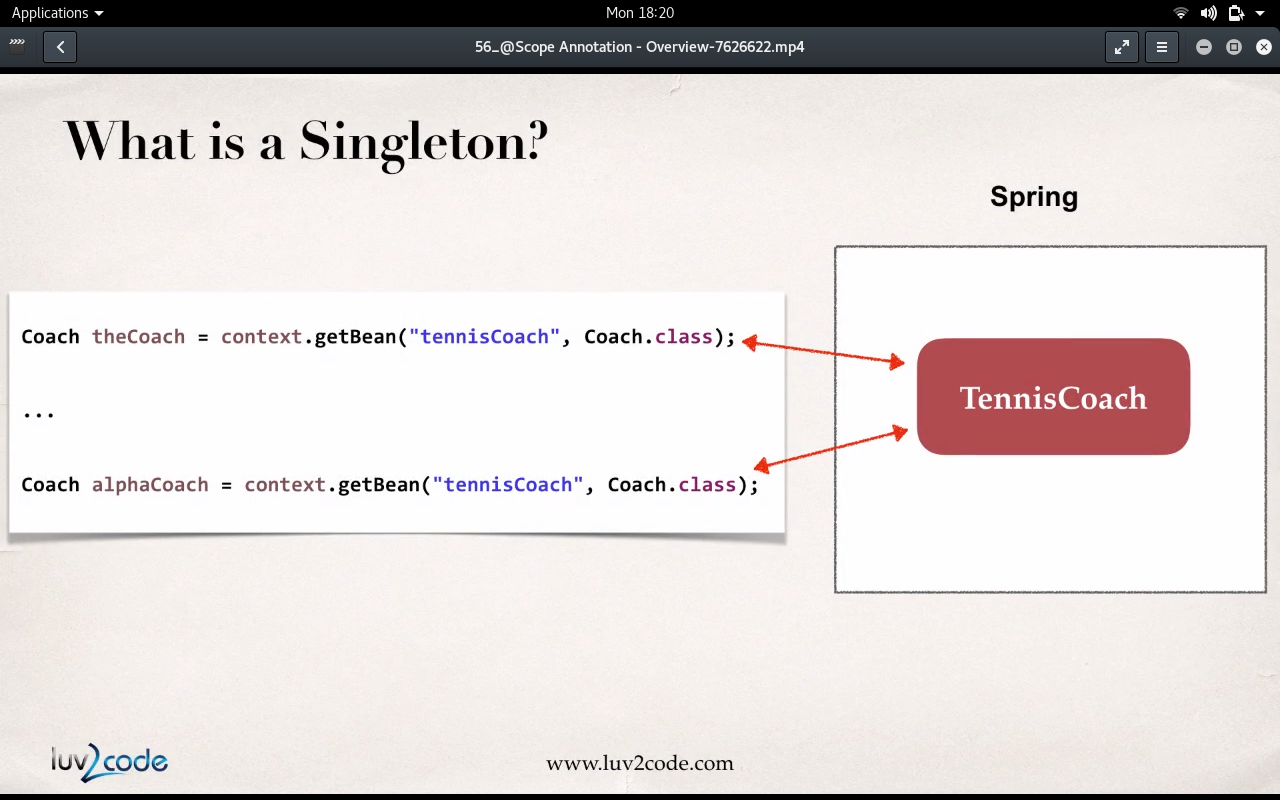 Applications
Mon 18:20
56_@Scope Annotation - Overview-7626622.mp4
What is a Singleton?
Spring
Coach theCoach = context.getBean("tennisCoach", Coach.class);
...
Coach alphaCoach = context.getBean("tennisCoach", Coach.class);
TennisCoach
luv2code
www.luv2code.com